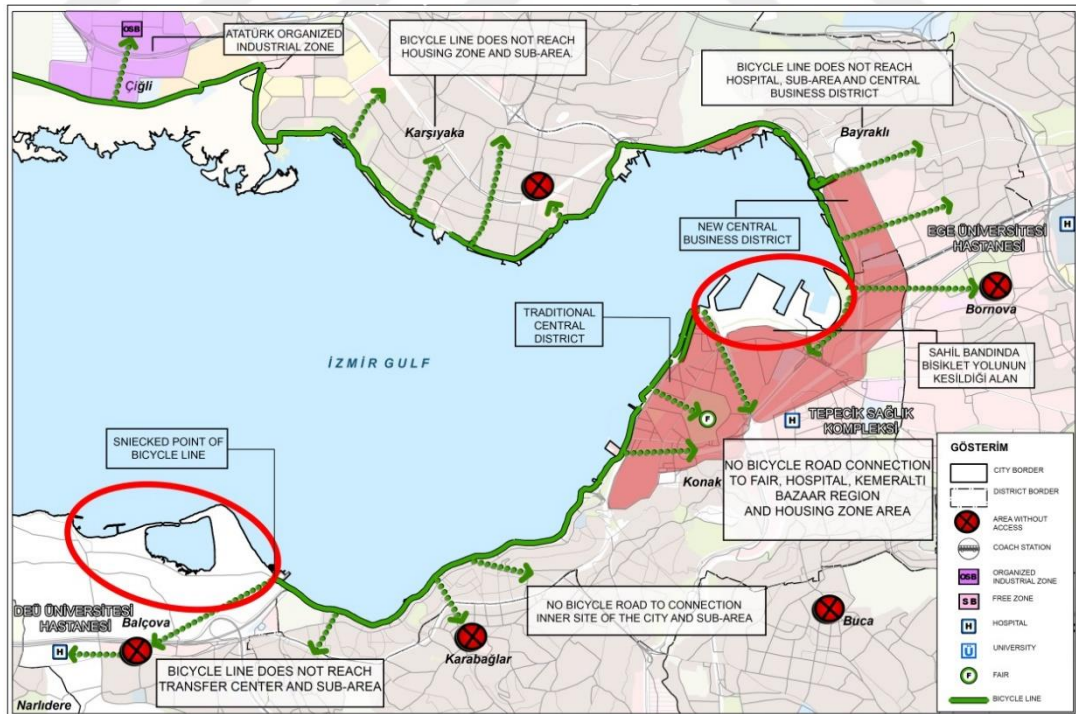 OSB
ATATÜRK ORGANIZED
INDUSTRIAL ZONE
BICYCLE LINE DOES NOT REACH
HOUSING ZONE AND SUB-AREA.
BICYCLE LINE DOES NOT REACH
HOSPITAL, SUB-AREA AND CENTRAL
BUSINESS DISTRICT
Çiğli
Karşıyaka
Bayraklı
NEW CENTRAL
BUSINESS DISTRICT
EGE ÜNİVERSİTESİ
HASTANESİ
H
Bornova
TRADITIONAL
CENTRAL
DISTRICT
İZMİR GULF
SAHİL BANDINDA
BİSİKLET YOLUNUN
KESİLDİĞİ ALAN
F
H
TEPECİK SAĞLIK
KOMPLEKSİ
SNIECKED POINT OF
BICYCLE LINE
Konak
NO BICYCLE ROAD CONNECTION
TO FAIR, HOSPITAL, KEMERALTI
BAZAAR REGION
AND HOUSING ZONE AREA
DEÜ ÜNİVERSİTESİ
HASTANESİ
Balçova
H
NO BICYCLE ROAD TO CONNECTION
INNER SITE OF THE CITY AND SUB-AREA
Buca
Karabağlar
BICYCLE LINE DOES NOT REACH
TRANSFER CENTER AND SUB-AREA
Narlıdere
GÖSTERİM
CITY BORDER
DISTRICT BORDER
AREA WITHOUT
ACCESS
COACH STATION
OSB ORGANIZED
INDUSTRIAL ZONE
S B FREE ZONE
H HOSPITAL
Ü UNIVERSITY
F FAIR
BICYCLE LINE